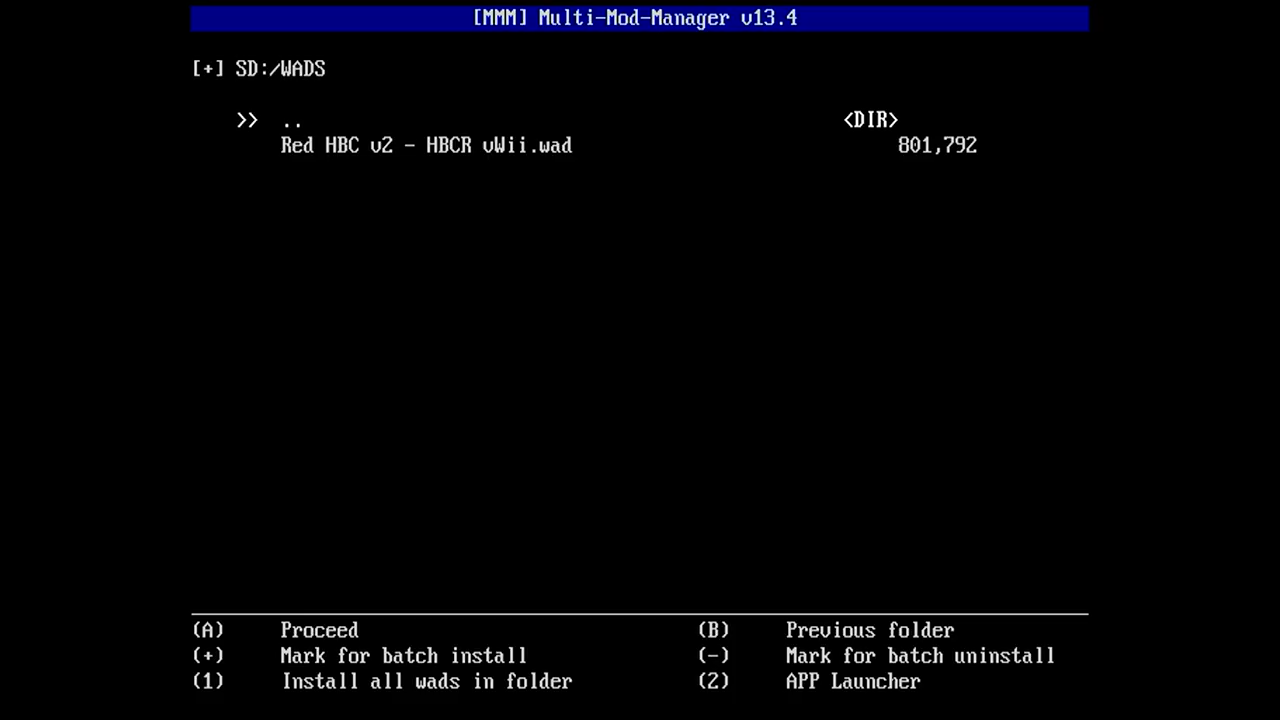 [MMM] Multi-Mod-Manager v13.4
[+] SD:/WADS
>> .. <DIR>
Red HBC v2 - HBCR vWii.wad 801,792
(A) Proceed (B) Previous folder
(+) Mark for batch install (-) Mark for batch uninstall
(1) Install all wads in folder (2) APP Launcher